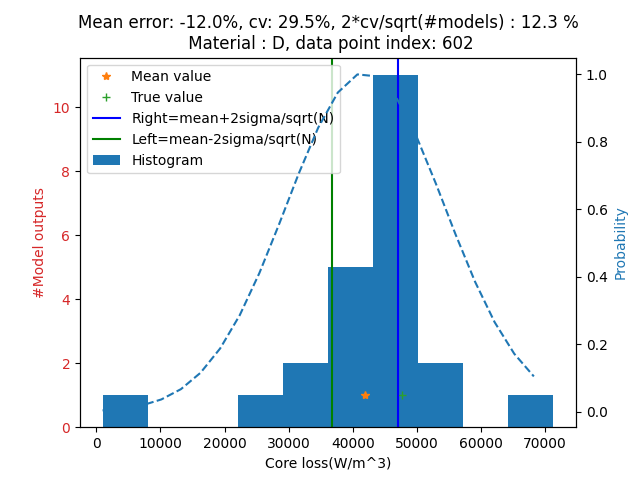 Mean error: -12.0%, cv: 29.5%, 2*cv/sqrt(#models) : 12.3 %
Material : D, data point index: 602
Mean value
True value
Right=mean+2sigma/sqrt(N)
Left=mean-2sigma/sqrt(N)
Histogram
#Model outputs
10
8
6
4
2
0
1.0
0.8
0.6
0.4
0.2
0.0
Probability
0 10000 20000 30000 40000 50000 60000 70000
Core loss(W/m^3)